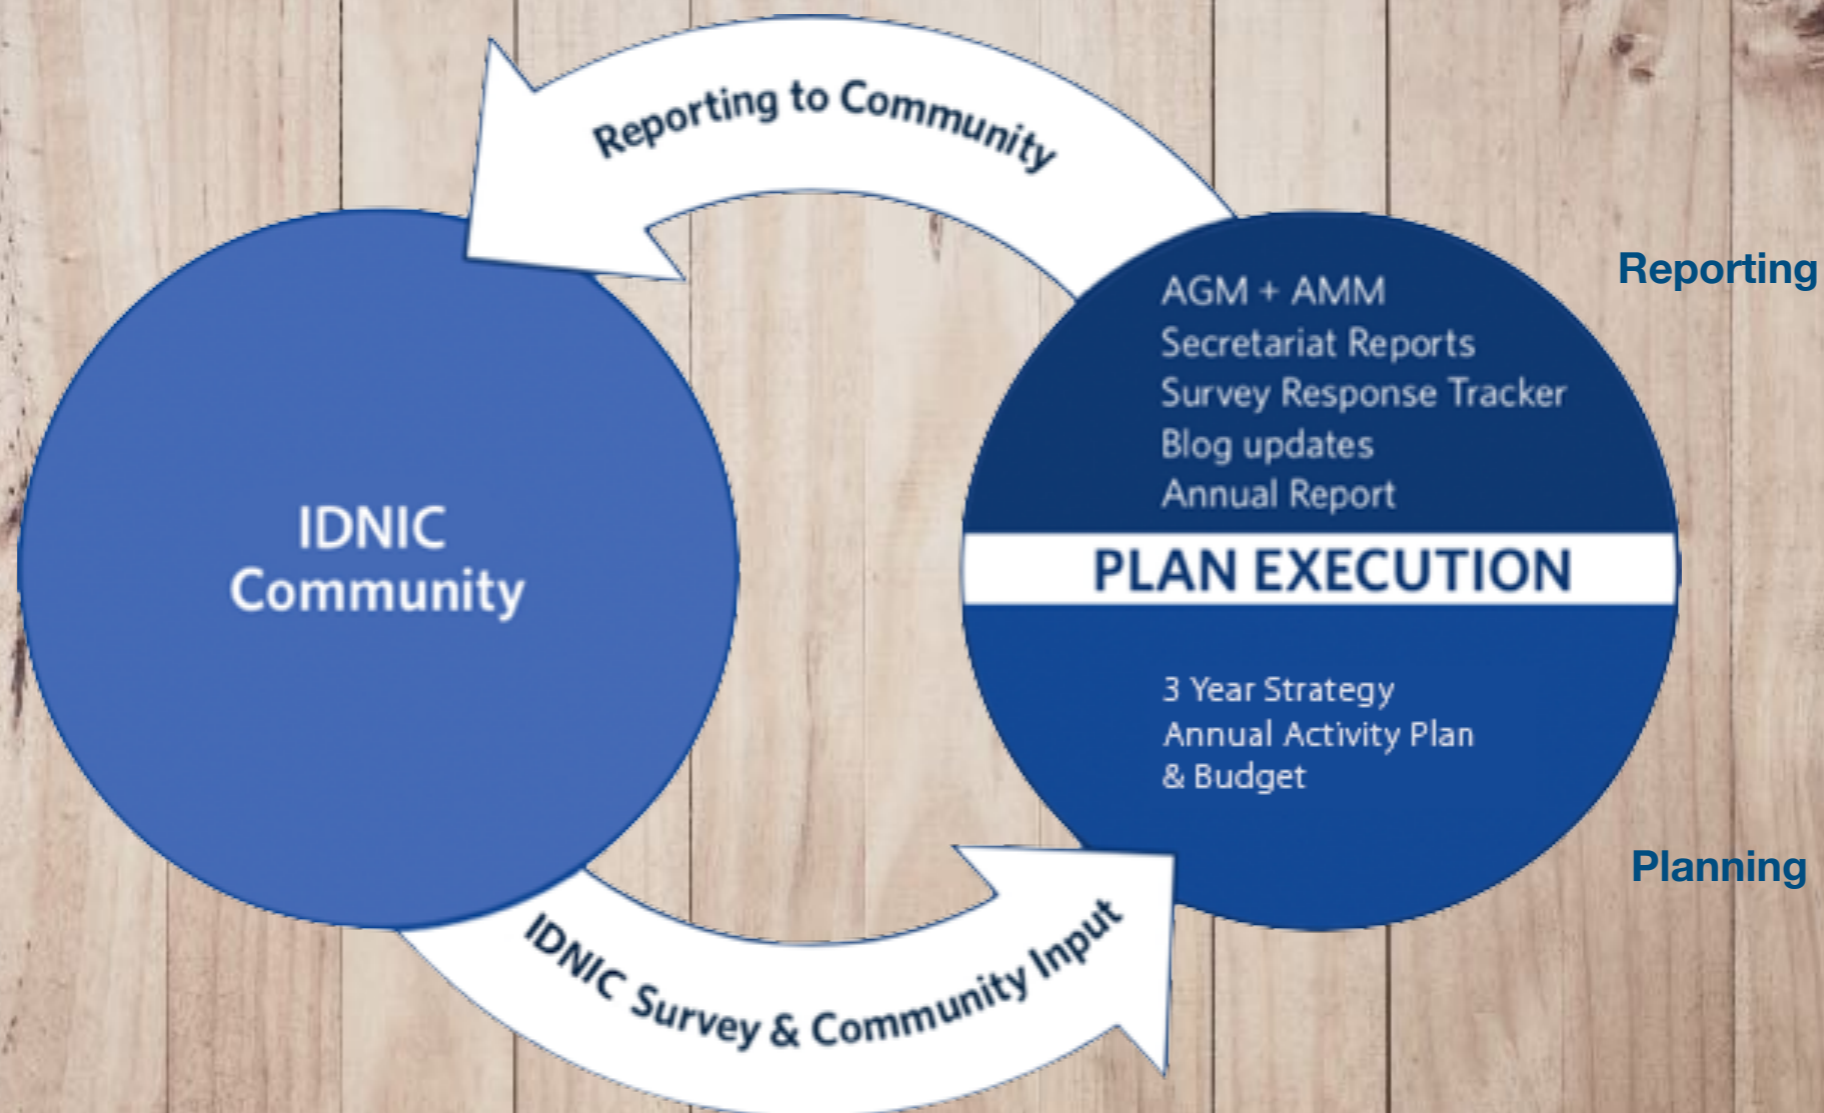 Reporting to Community
Reporting
AGM + AMM
Secretariat Reports
Survey Response Tracker
Blog updates
Annual Report
IDNIC
Community
PLAN EXECUTION
3 Year Strategy
Annual Activity Plan
& Budget
Planning
IDNIC Survey & Community Input